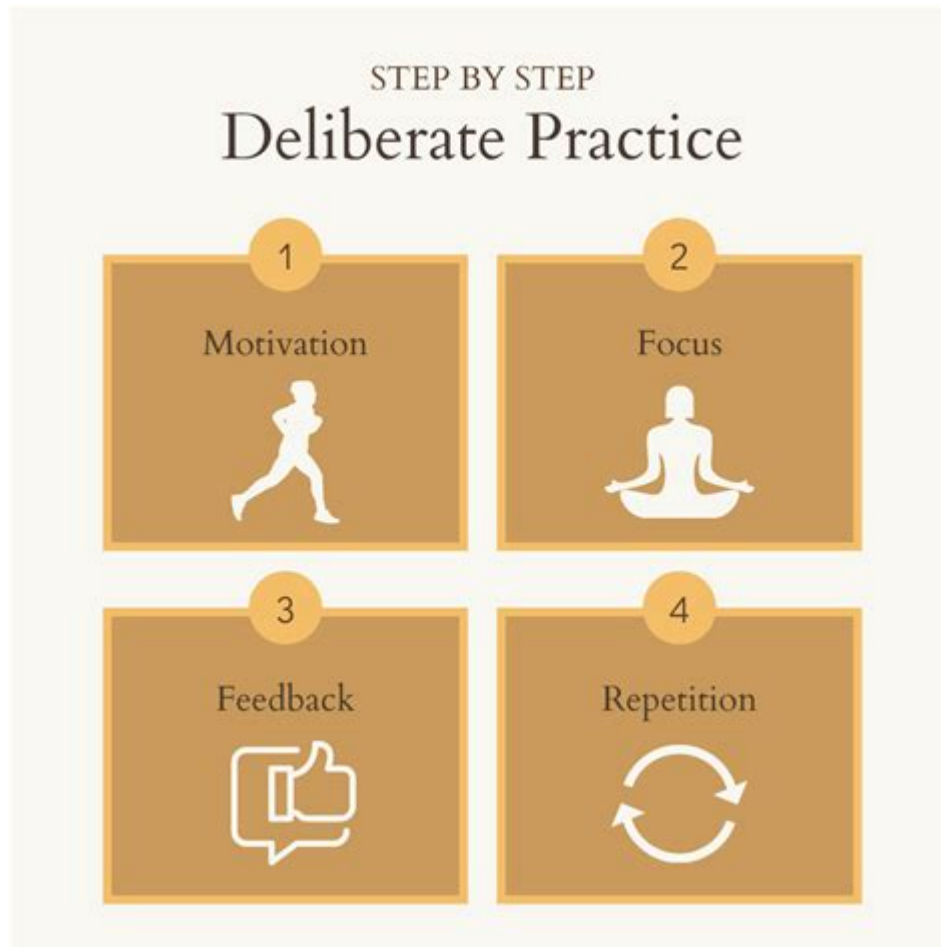 STEP BY STEP
Deliberate Practice
1
Motivation
2
Focus
3
Feedback
4
Repetition